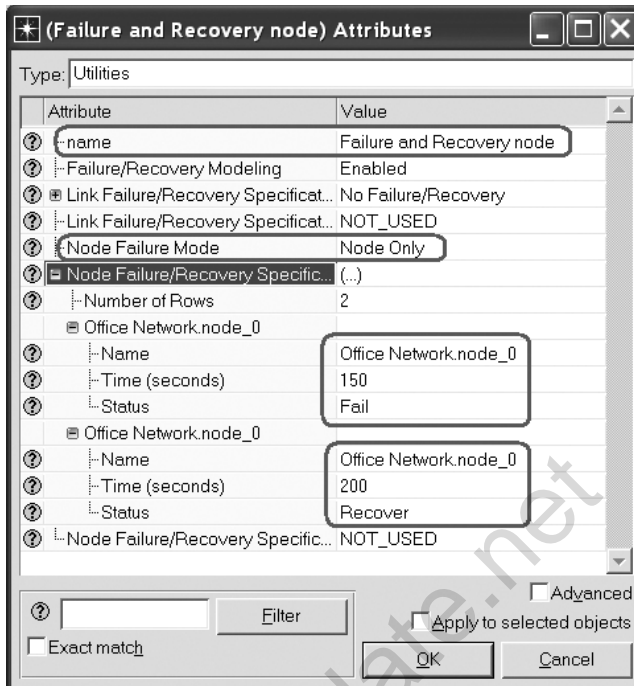 (Failure and Recovery node) Attributes
Type: Utilities
Attribute Value
name Failure and Recovery node
Failure/Recovery Modeling Enabled
Link Failure/Recovery Specificat... No Failure/Recovery
Link Failure/Recovery Specificat... NOT_USED
Node Failure Mode Node Only
Node Failure/Recovery Specific... (...)
Number of Rows 2
Office Network.node_0
Name Office Network.node_0
Time (seconds) 150
Status Fail
Office Network.node_0
Name Office Network.node_0
Time (seconds) 200
Status Recover
Node Failure/Recovery Specific... NOT_USED
Advanced
Filter
Apply to selected objects
Exact match
OK Cancel